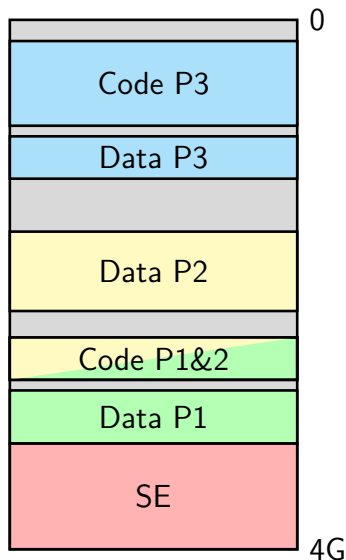 0
Code P3
Data P3
Data P2
Code P1&2
Data P1
SE
4G